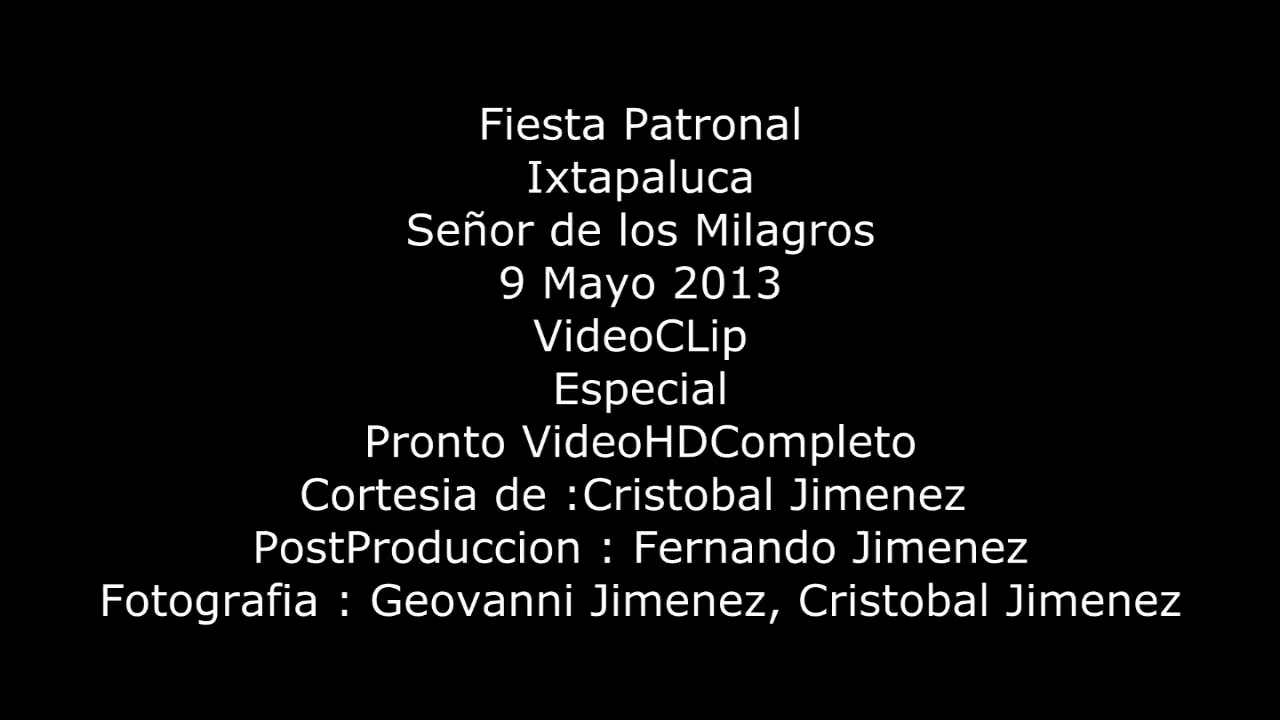 Fiesta Patronal
Ixtapaluca
Señor de los Milagros
9 Mayo 2013
VideoCLip
Especial
Pronto VideoHDCompleto
Cortesia de :Cristobal Jimenez
PostProduccion : Fernando Jimenez
Fotografia : Geovanni Jimenez, Cristobal Jimenez